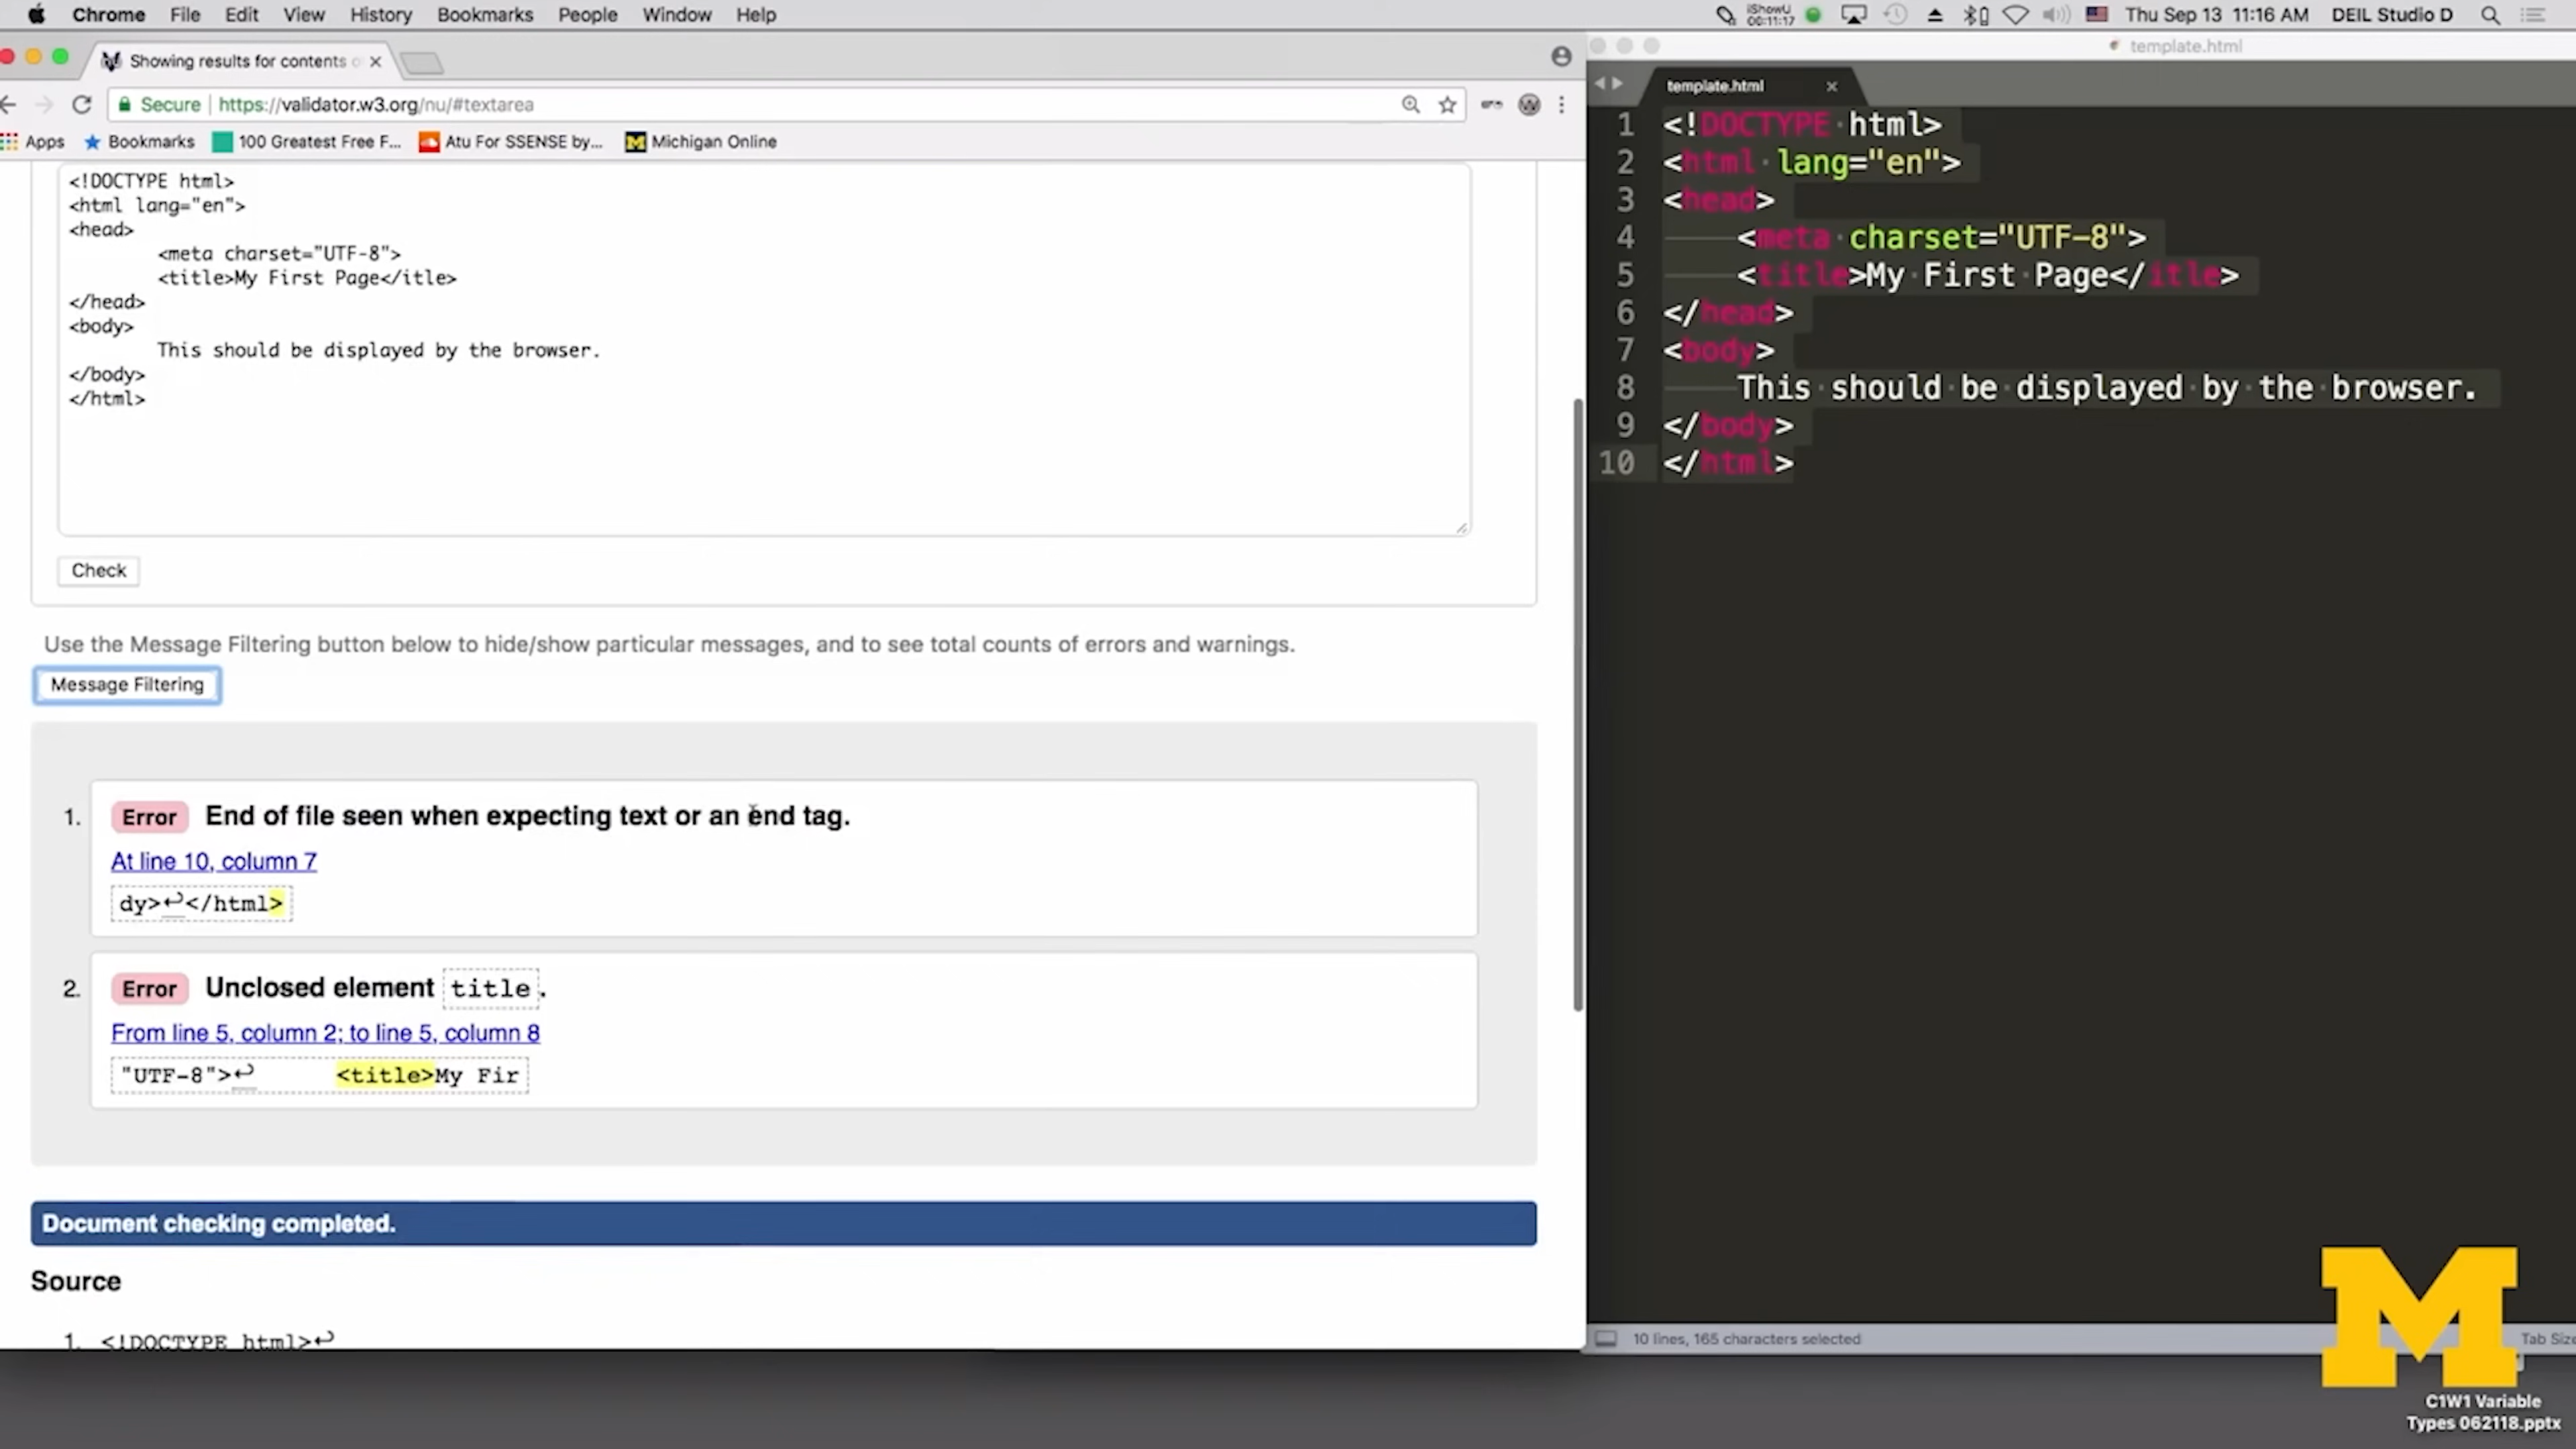 Chrome File Edit View History Bookmarks People Window Help
iShowU
00:11:17
Thu Sep 13 11:16 AM DEIL Studio D
Showing results for contents o
Secure | https://validator.w3.org/nu/#textarea
Apps Bookmarks 100 Greatest Free F... Atu For SSENSE by... Michigan Online
<!DOCTYPE html>
<html lang="en">
<head>
<meta charset="UTF-8">
<title>My First Page</itle>
</head>
<body>
This should be displayed by the browser.
</body>
</html>
Check
Use the Message Filtering button below to hide/show particular messages, and to see total counts of errors and warnings.
Message Filtering
1. Error End of file seen when expecting text or an end tag.
At line 10, column 7
dy>↩</html>
2. Error Unclosed element title.
From line 5, column 2; to line 5, column 8
"UTF-8">↩ <title>My Fir
Document checking completed.
Source
1. <!DOCTYPE html>↩
template.html
template.html
1 <!DOCTYPE html>
2 <html lang="en">
3 <head>
4 <meta charset="UTF-8">
5 <title>My First Page</itle>
6 </head>
7 <body>
8 This should be displayed by the browser.
9 </body>
10 </html>
10 lines, 165 characters selected
Tab Size
M
C1W1 Variable
Types 062118.pptx